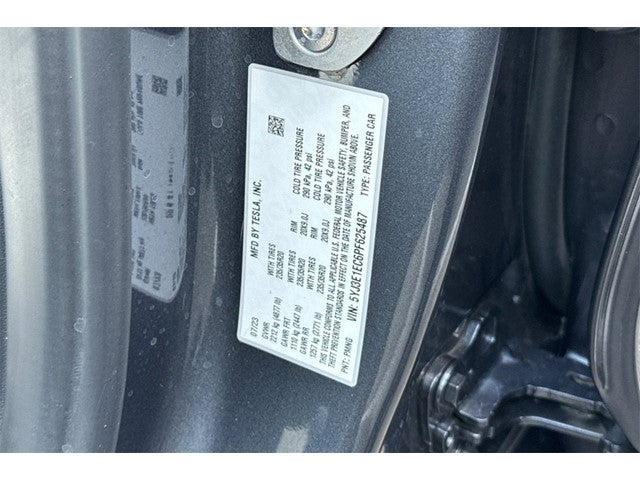 MFD BY TESLA, INC.
07/23
GVWR
2212 kg (4877 lb)
GAWR FRT WITH TIRES RIM COLD TIRE PRESSURE
1110 kg (2447 lb) 235/35R20 20X9.0J 290 kPa, 42 psi
GAWR RR WITH TIRES RIM COLD TIRE PRESSURE
1257 kg (2771 lb) 235/35R20 20X9.0J 290 kPa, 42 psi
THIS VEHICLE CONFORMS TO ALL APPLICABLE U.S. FEDERAL MOTOR VEHICLE SAFETY, BUMPER, AND
THEFT PREVENTION STANDARDS IN EFFECT ON THE DATE OF MANUFACTURE SHOWN ABOVE.
PNT: PMNG VIN: 5YJ3E1EC6PF625487 TYPE: PASSENGER CAR